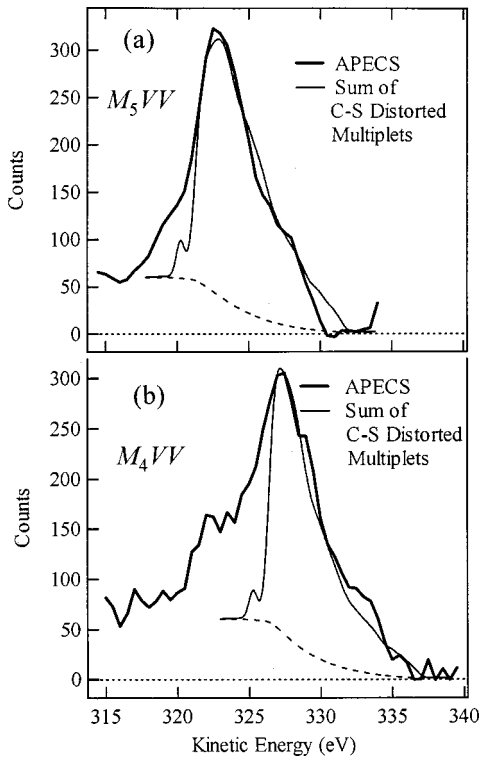 (a)
M5VV
APECS
Sum of
C-S Distorted
Multiplets
Counts
300
250
200
150
100
50
0
(b)
M4VV
APECS
Sum of
C-S Distorted
Multiplets
Counts
300
250
200
150
100
50
0
315 320 325 330 335 340
Kinetic Energy (eV)